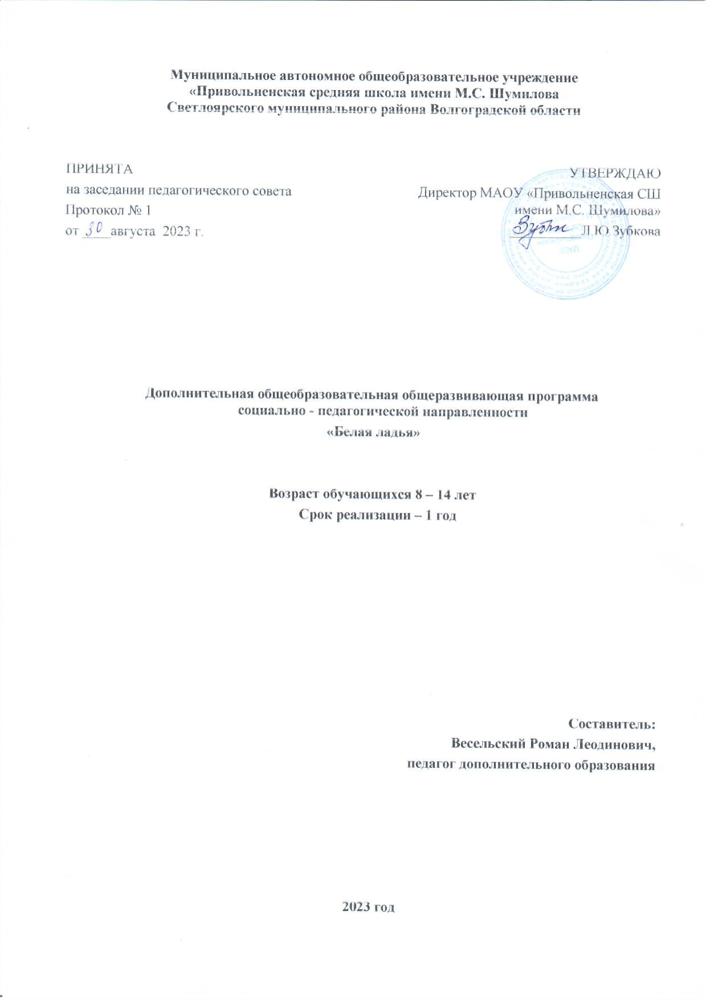 Муниципальное автономное общеобразовательное учреждение
«Привольненская средняя школа имени М.С. Шумилова
Светлоярского муниципального района Волгоградской области
ПРИНЯТА
на заседании педагогического совета
Протокол № 1
от 30 августа 2023 г.
УТВЕРЖДАЮ
Директор МАОУ «Привольненская СШ
имени М.С. Шумилова»
Л.Ю.Зубкова
МАОУ
Дополнительная общеобразовательная общеразвивающая программа
социально - педагогической направленности
«Белая ладья»
Возраст обучающихся 8 – 14 лет
Срок реализации – 1 год
Составитель:
Весельский Роман Леодинович,
педагог дополнительного образования
2023 год